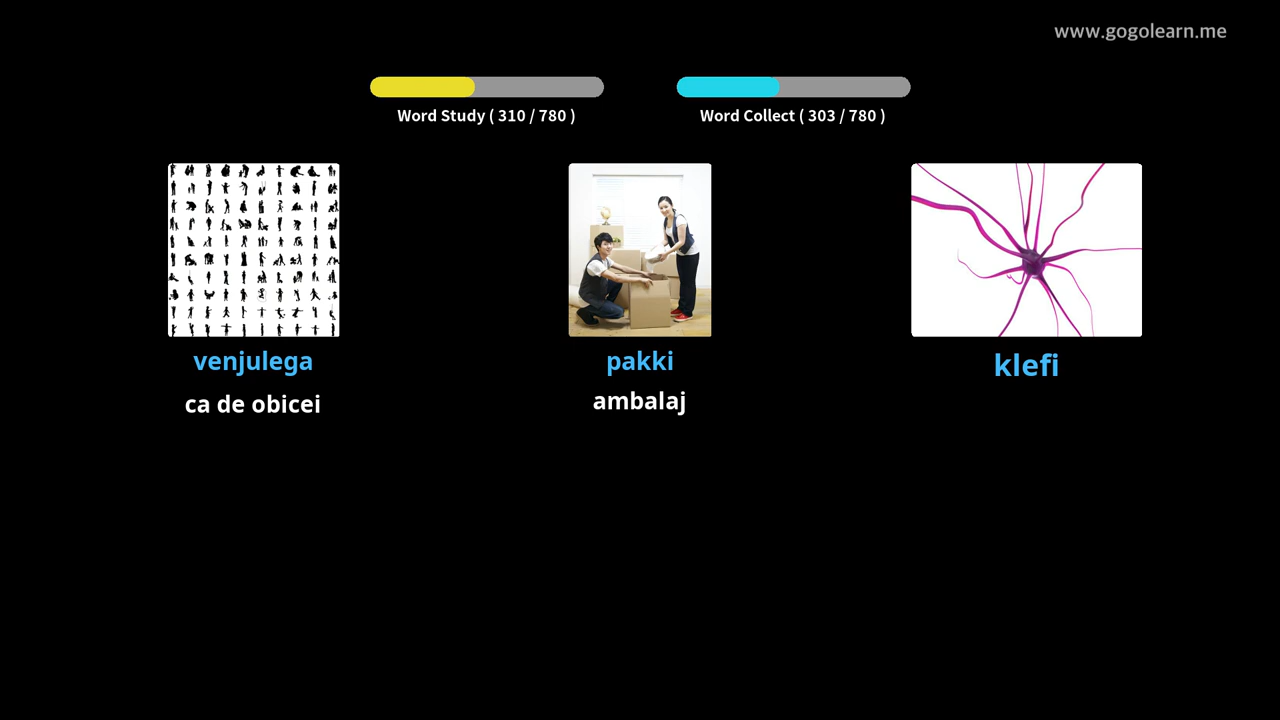 www.gogolearn.me
Word Study ( 310 / 780 )
Word Collect ( 303 / 780 )
venjulega
pakki
klefi
ca de obicei
ambalaj